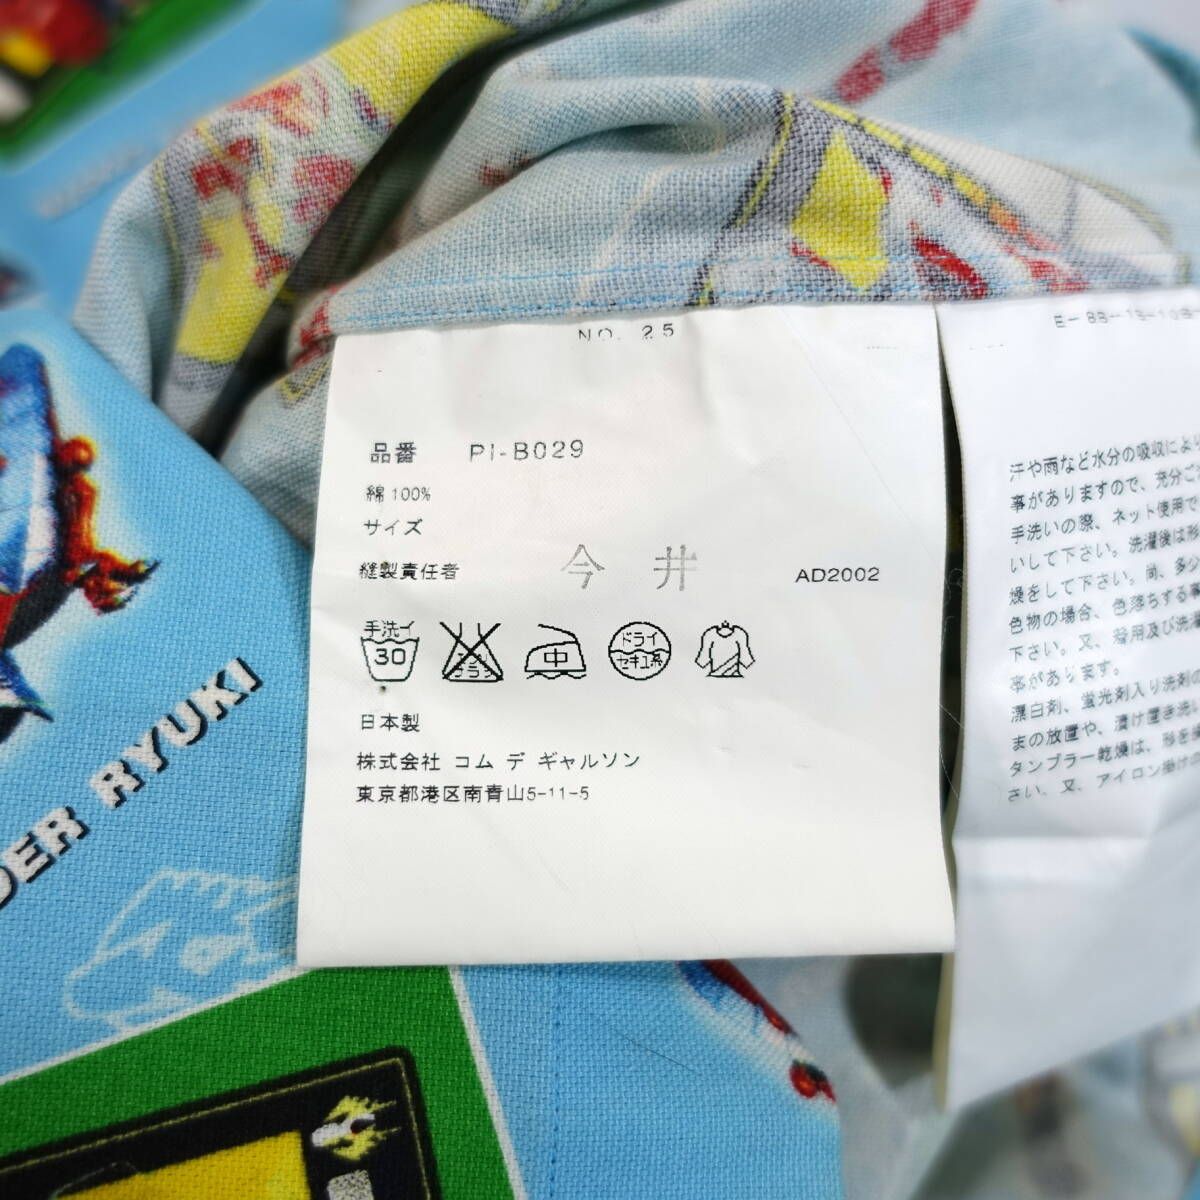 NO. 25
品番 PI-B029
綿100%
サイズ
縫製責任者 今井 AD2002
手洗イ ドライ
30 中 セキユ系
日本製
株式会社 コム デ ギャルソン
東京都港区南青山5-11-5
汗や雨など水分の吸収によ
事がありますので、充分ご
手洗いの際、ネット使用で
いして下さい。洗濯後は形
燥をして下さい。尚、多少
色物の場合、色落ちする事
下さい。又、着用及び洗濯
事があります。
漂白剤、蛍光剤入り洗剤の
まの放置や、漬け置き洗
タンブラー乾燥は、形を
さい。又、アイロン掛けの
DER RYUKI